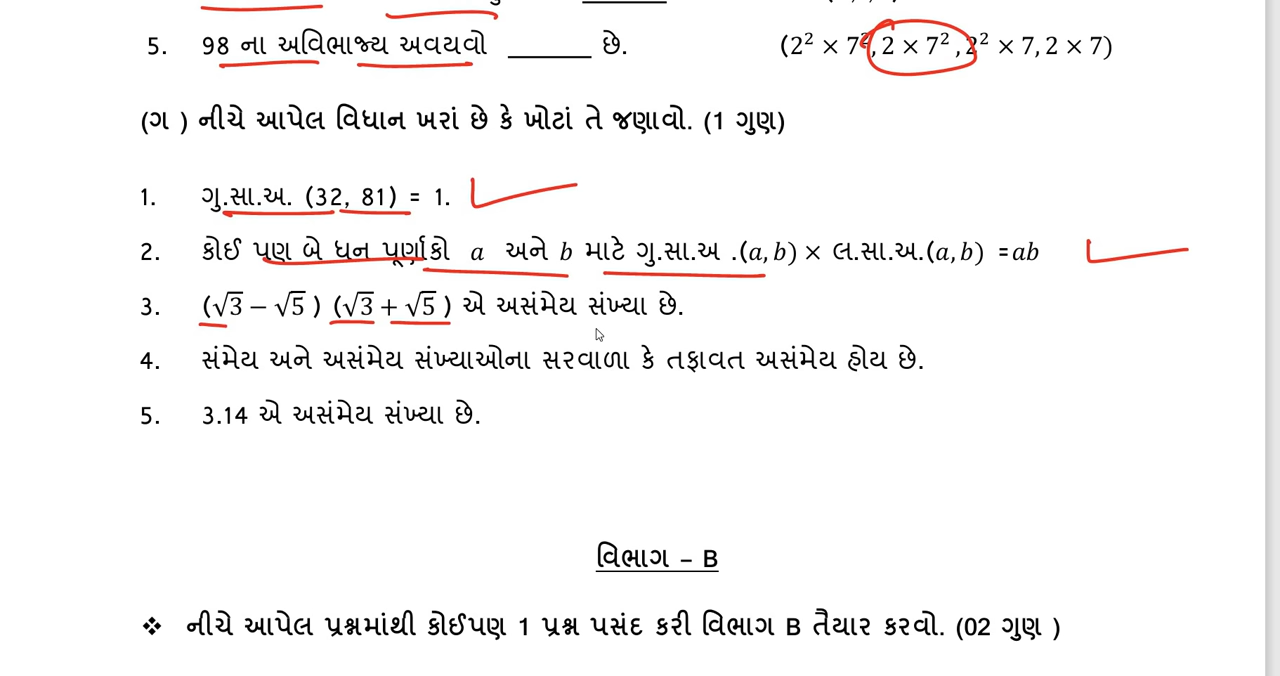 5. 98 ના અવિભાજ્ય અવયવો ______ છે. (2² × 7², 2 × 7², 2² × 7, 2 × 7)
(ગ ) નીચે આપેલ વિધાન ખરાં છે કે ખોટાં તે જણાવો. (1 ગુણ)
1. ગુ.સા.અ. (32, 81) = 1.
2. કોઈ પણ બે ધન પૂર્ણાકો a અને b માટે ગુ.સા.અ .(a, b) × લ.સા.અ.(a, b) =ab
3. (√3 − √5 ) (√3 + √5 ) એ અસંમેય સંખ્યા છે.
4. સંમેય અને અસંમેય સંખ્યાઓના સરવાળા કે તફાવત અસંમેય હોય છે.
5. 3.14 એ અસંમેય સંખ્યા છે.
વિભાગ – B
❖ નીચે આપેલ પ્રશ્નમાંથી કોઈપણ 1 પ્રશ્ન પસંદ કરી વિભાગ B તૈયાર કરવો. (02 ગુણ )